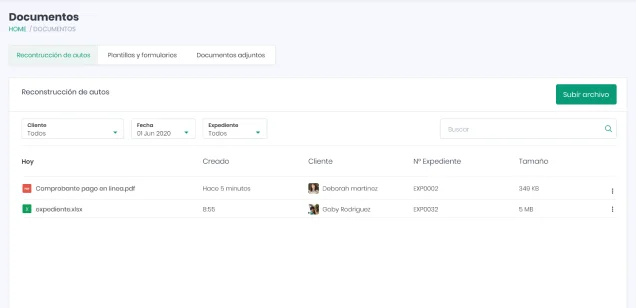 Documentos
HOME / DOCUMENTOS
Recontrucción de autos Plantillas y formularios Documentos adjuntos
Reconstrucción de autos Subir archivo
Cliente Fecha Expediente
Todos 01 Jun 2020 Todos Buscar
Hoy Creado Cliente Nº Expediente Tamaño
Comprobante pago en linea.pdf Hace 5 minutos Deborah martinez EXP0002 349 KB
expediente.xlsx 8:55 Gaby Rodriguez EXP0032 5 MB